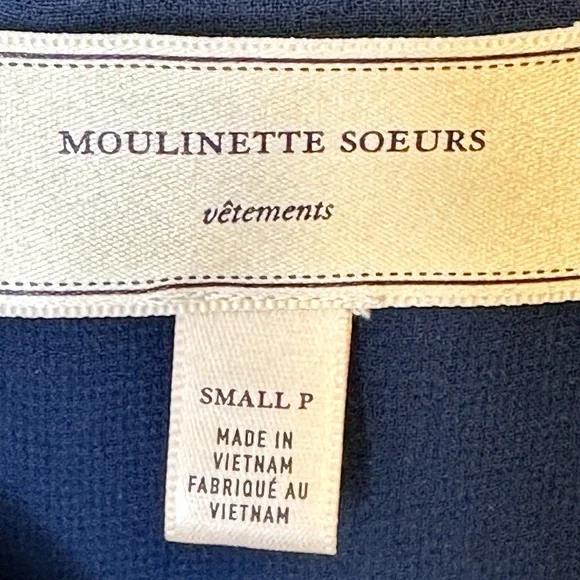 MOULINETTE SOEURS
vêtements
SMALL P
MADE IN
VIETNAM
FABRIQUÉ AU
VIETNAM